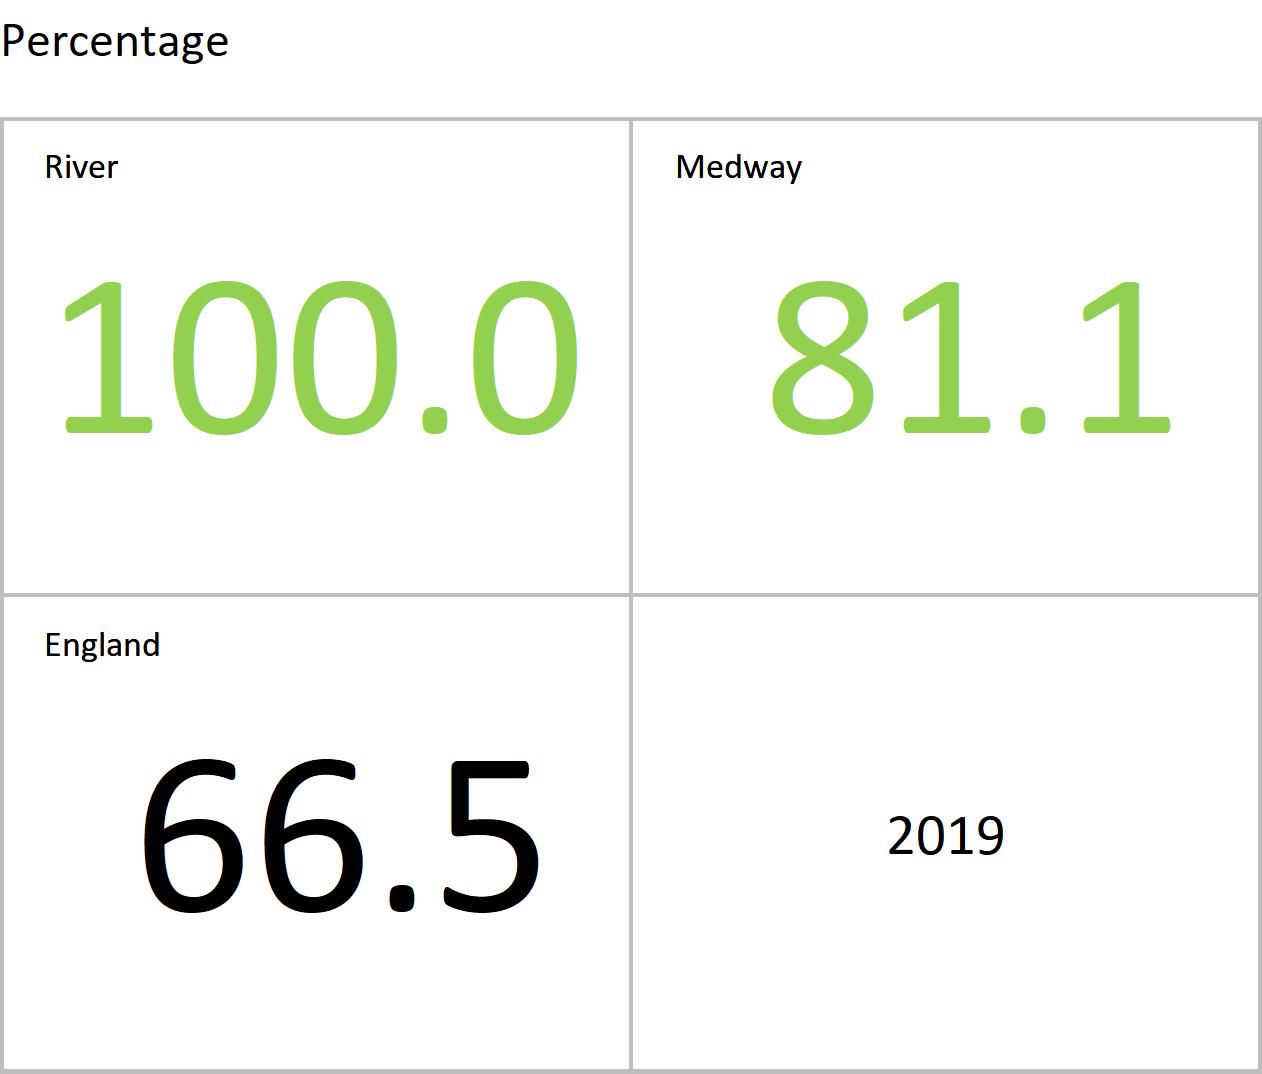 Percentage
River
100.0
Medway
81.1
England
66.5
2019